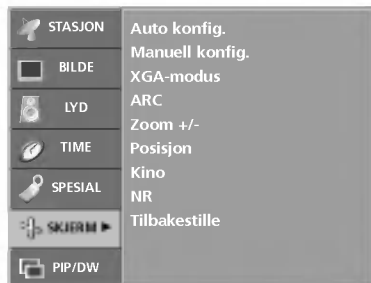 STASJON
BILDE
LYD
TIME
SPESIAL
SKJERM
PIP/DW
Auto konfig.
Manuell konfig.
XGA-modus
ARC
Zoom +/-
Posisjon
Kino
NR
Tilbakestille